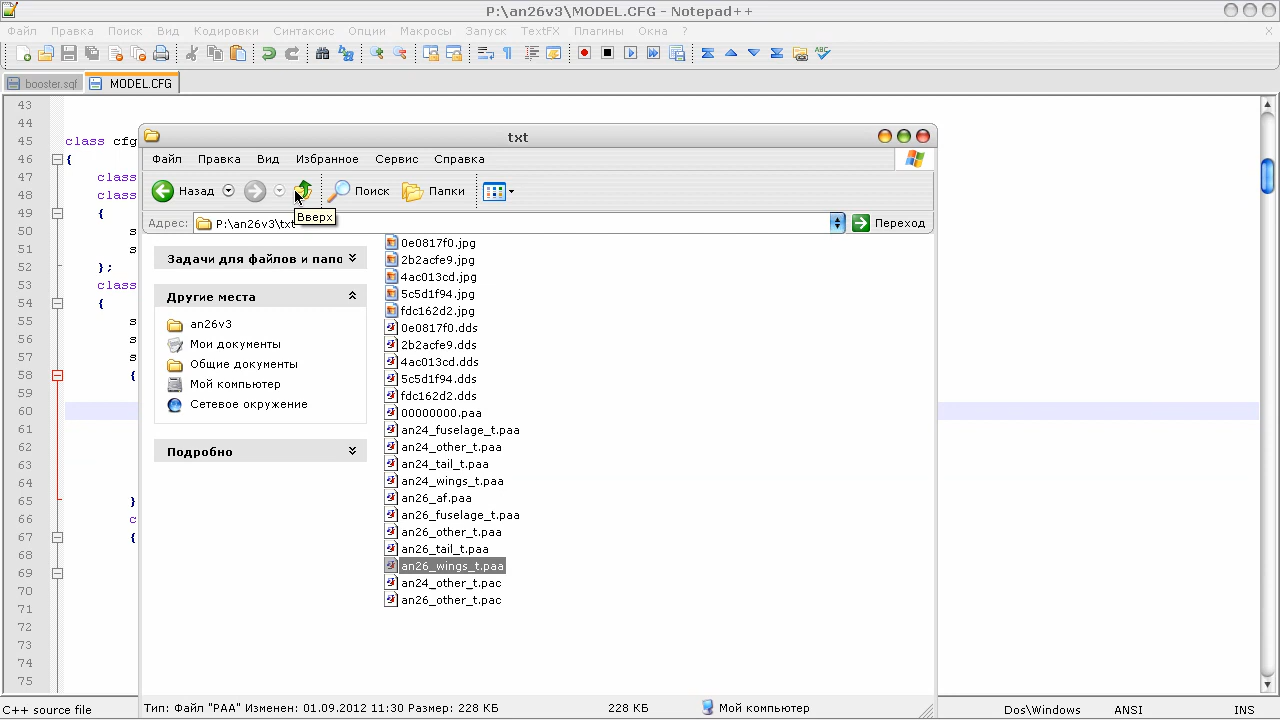 P:\an26v3\MODEL.CFG - Notepad++
Файл Правка Поиск Вид Кодировки Синтаксис Опции Макросы Запуск TextFX Плагины Окна ?
booster.sqf MODEL.CFG
43
44
45 class cfg
46 {
47 class
48 class
49 {
50 s
51 s
52 };
53 class
54 {
55 s
56 s
57 s
58 {
59
60
61
62
63
64
65 }
66 c
67 {
68
69
70
71
72
73
74
75
txt
Файл Правка Вид Избранное Сервис Справка
Назад Поиск Папки
Вверх
Адрес: P:\an26v3\txt Переход
Задачи для файлов и папо
Другие места
an26v3
Мои документы
Общие документы
Мой компьютер
Сетевое окружение
Подробно
0e0817f0.jpg
2b2acfe9.jpg
4ac013cd.jpg
5c5d1f94.jpg
fdc162d2.jpg
0e0817f0.dds
2b2acfe9.dds
4ac013cd.dds
5c5d1f94.dds
fdc162d2.dds
00000000.paa
an24_fuselage_t.paa
an24_other_t.paa
an24_tail_t.paa
an24_wings_t.paa
an26_af.paa
an26_fuselage_t.paa
an26_other_t.paa
an26_tail_t.paa
an26_wings_t.paa
an24_other_t.pac
an26_other_t.pac
Тип: Файл "PAA" Изменен: 01.09.2012 11:30 Размер: 228 КБ 228 КБ Мой компьютер
C++ source file Dos\Windows ANSI INS